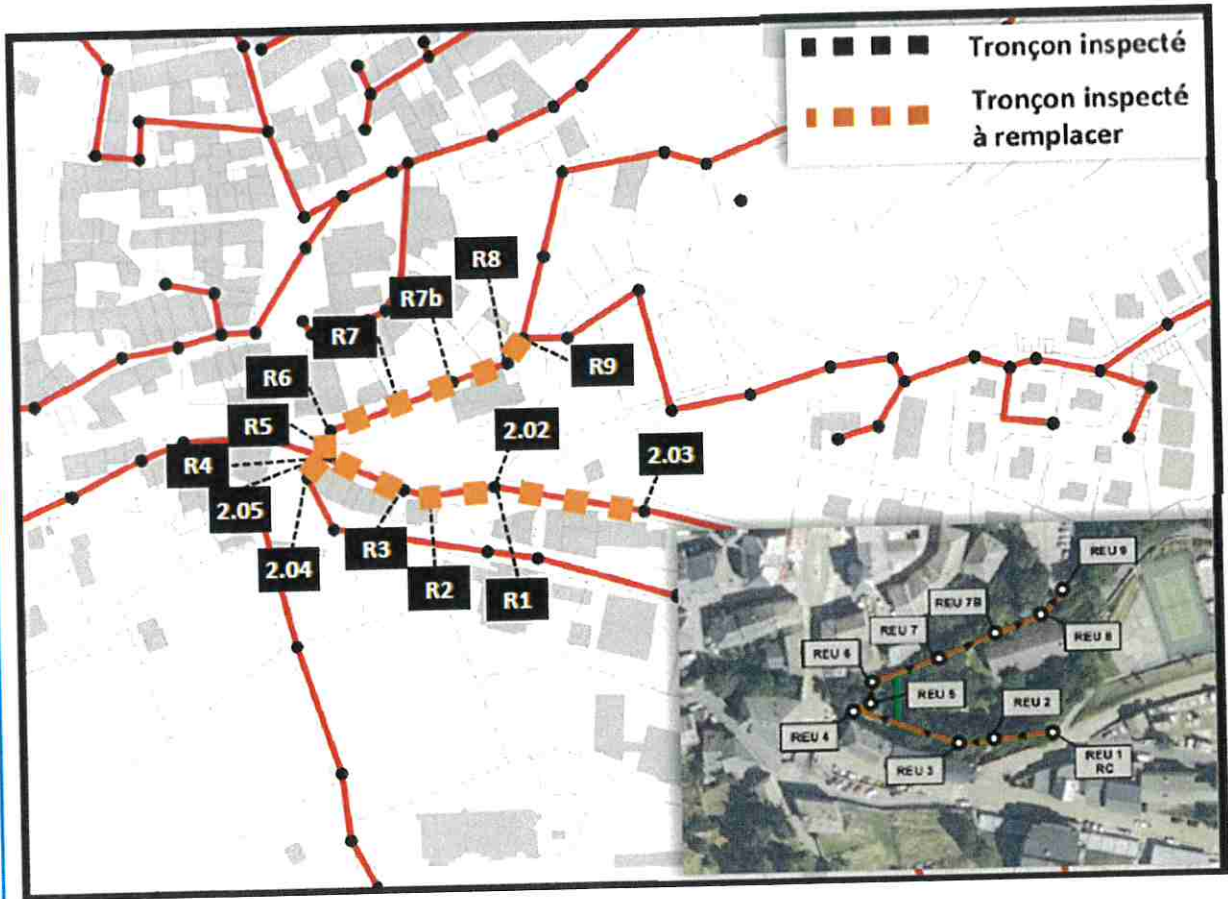 Tronçon inspecté
Tronçon inspecté
à remplacer
R8
R7b
R7
R9
R6
2.02
R5
2.03
R4
2.05
R3
2.04
R2
R1
REU 9
REU 7B
REU 7
REU 8
REU 6
REU 5
REU 2
REU 4
REU 3
REU 1
RC